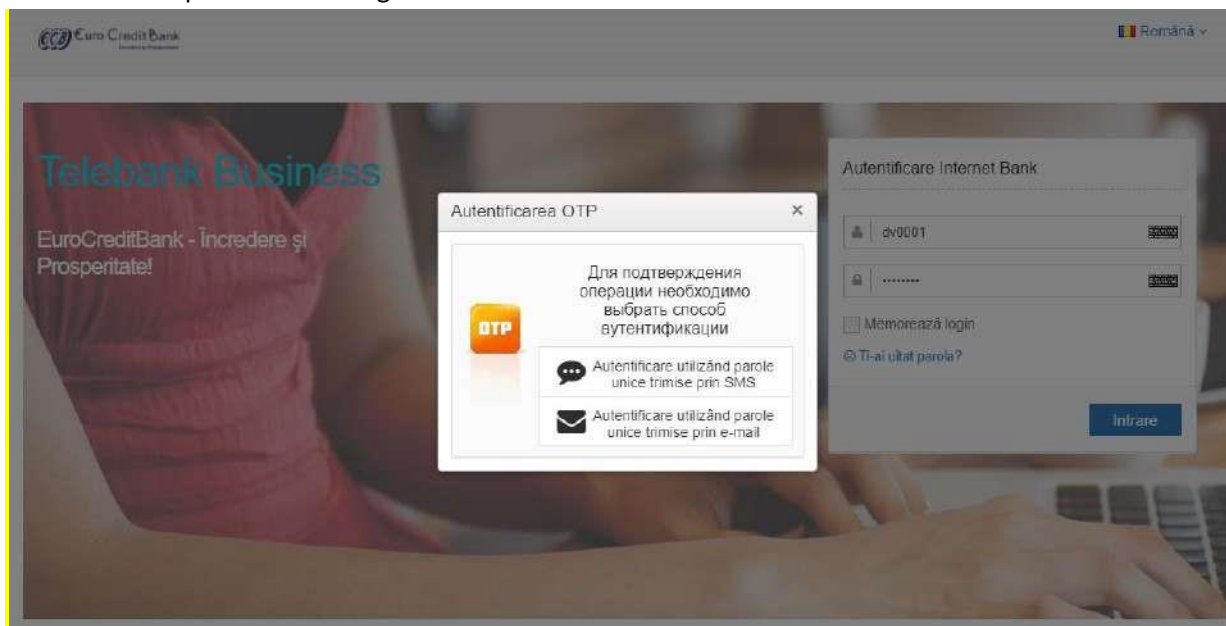 Euro Credit Bank
Română
Telebank Business
EuroCreditBank - Încredere și
Prosperitate!
Autentificarea OTP
×
Для подтверждения
операции необходимо
выбрать способ
аутентификации
OTP
Autentificare utilizând parole
unice trimise prin SMS
Autentificare utilizând parole
unice trimise prin e-mail
Autentificare Internet Bank
dv0001
········
Memorează login
Ti-ai uitat parola?
Intrare